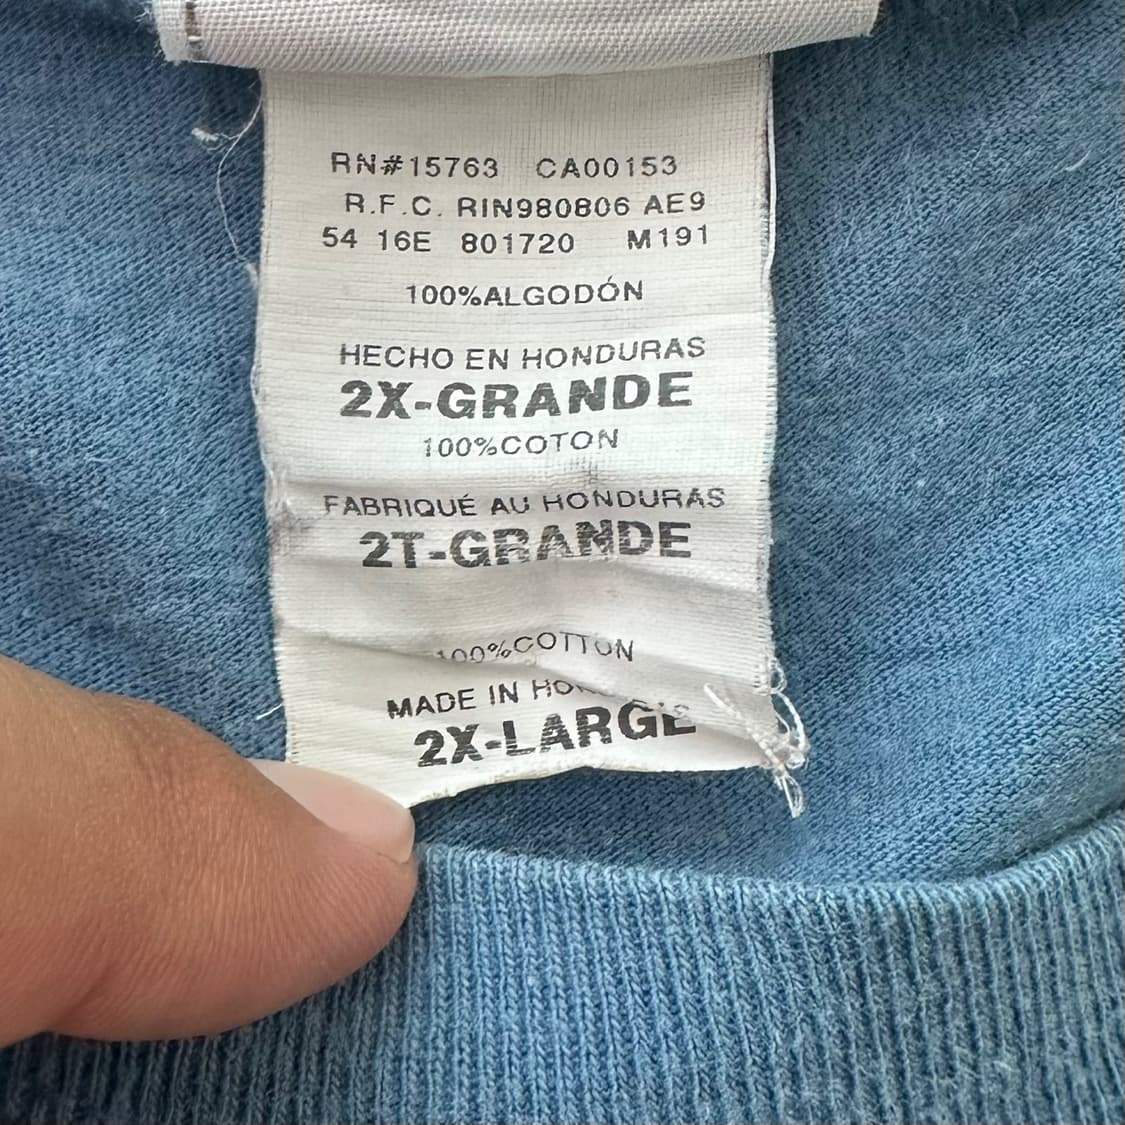 RN#15763 CA00153
R.F.C. RIN980806 AE9
54 16E 801720 M191
100%ALGODÓN
HECHO EN HONDURAS
2X-GRANDE
100%COTON
FABRIQUÉ AU HONDURAS
2T-GRANDE
100%COTTON
MADE IN
2X-LARGE